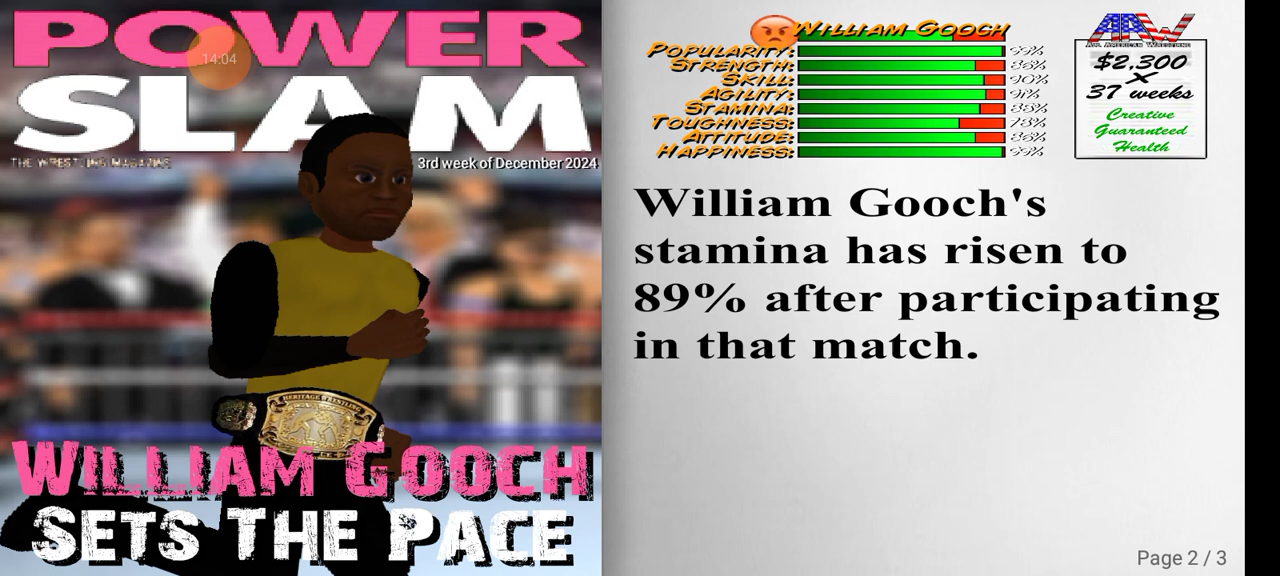 POWER
SLAM
14:04
THE WRESTLING MAGAZINE
3rd week of December 2024
HERITAGE WRESTLING
WILLIAM GOOCH
SETS THE PACE
WILLIAM GOOCH
POPULARITY: 99%
STRENGTH: 86%
SKILL: 90%
AGILITY: 91%
STAMINA:
TOUGHNESS: 78%
ATTITUDE: 86%
HAPPINESS: 99%
AAW
ALL AMERICAN WRESTLING
$2,300
X
37 weeks
Creative
Guaranteed
Health
William Gooch's
stamina has risen to
89% after participating
in that match.
Page 2 / 3